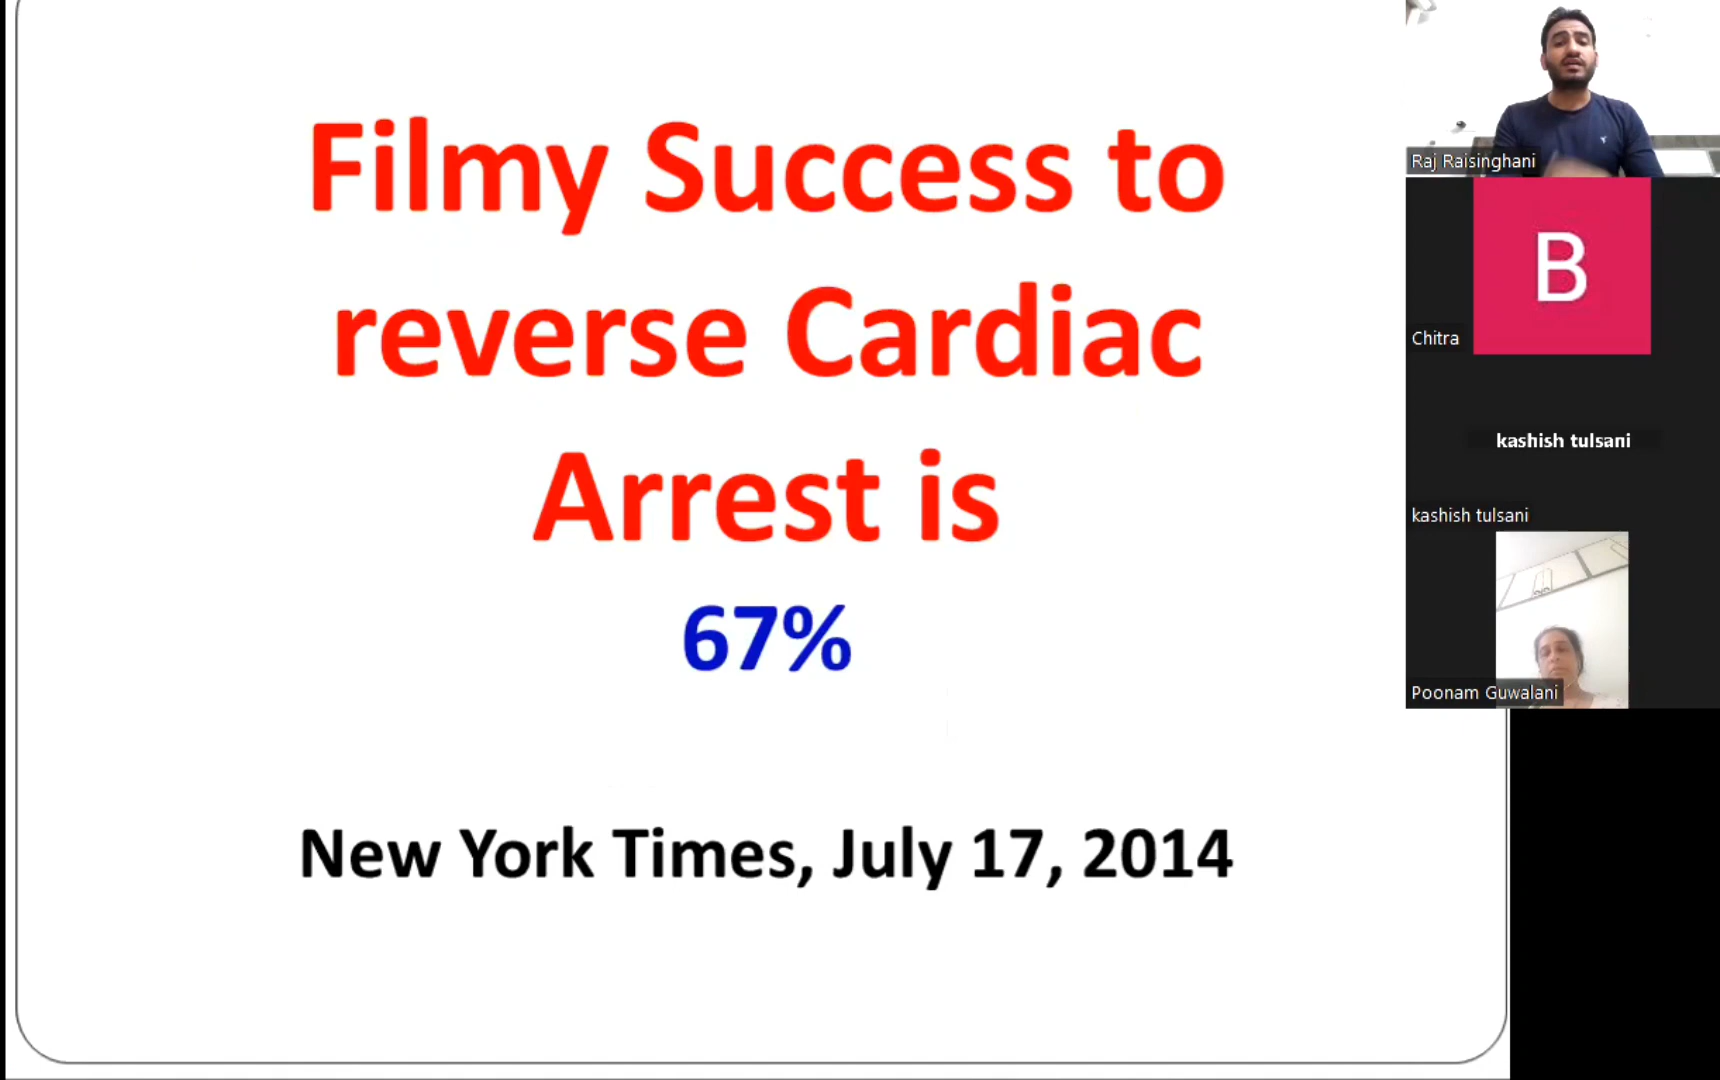 Filmy Success to
reverse Cardiac
Arrest is
67%
New York Times, July 17, 2014
Raj Raisinghani
B
Chitra
kashish tulsani
kashish tulsani
Poonam Guwalani